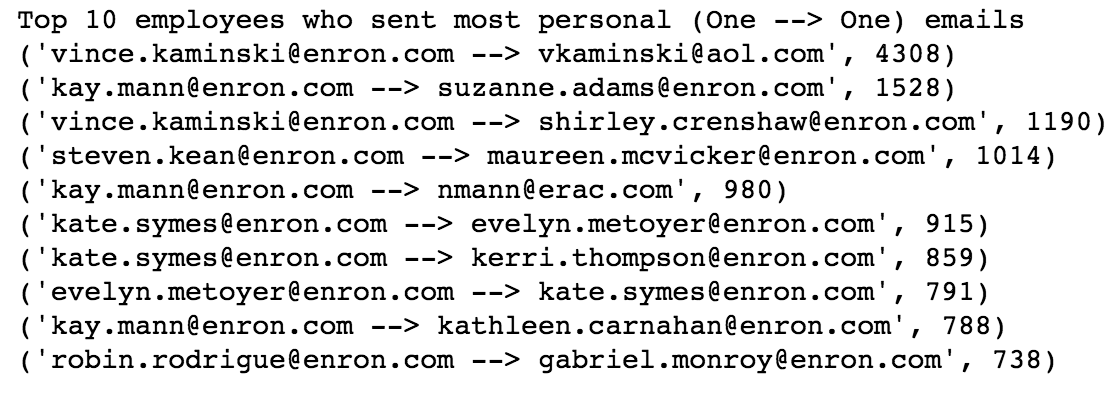 Top 10 employees who sent most personal (One --> One) emails
('vince.kaminski@enron.com --> vkaminski@aol.com', 4308)
('kay.mann@enron.com --> suzanne.adams@enron.com', 1528)
('vince.kaminski@enron.com --> shirley.crenshaw@enron.com', 1190)
('steven.kean@enron.com --> maureen.mcvicker@enron.com', 1014)
('kay.mann@enron.com --> nmann@erac.com', 980)
('kate.symes@enron.com --> evelyn.metoyer@enron.com', 915)
('kate.symes@enron.com --> kerri.thompson@enron.com', 859)
('evelyn.metoyer@enron.com --> kate.symes@enron.com', 791)
('kay.mann@enron.com --> kathleen.carnahan@enron.com', 788)
('robin.rodrigue@enron.com --> gabriel.monroy@enron.com', 738)